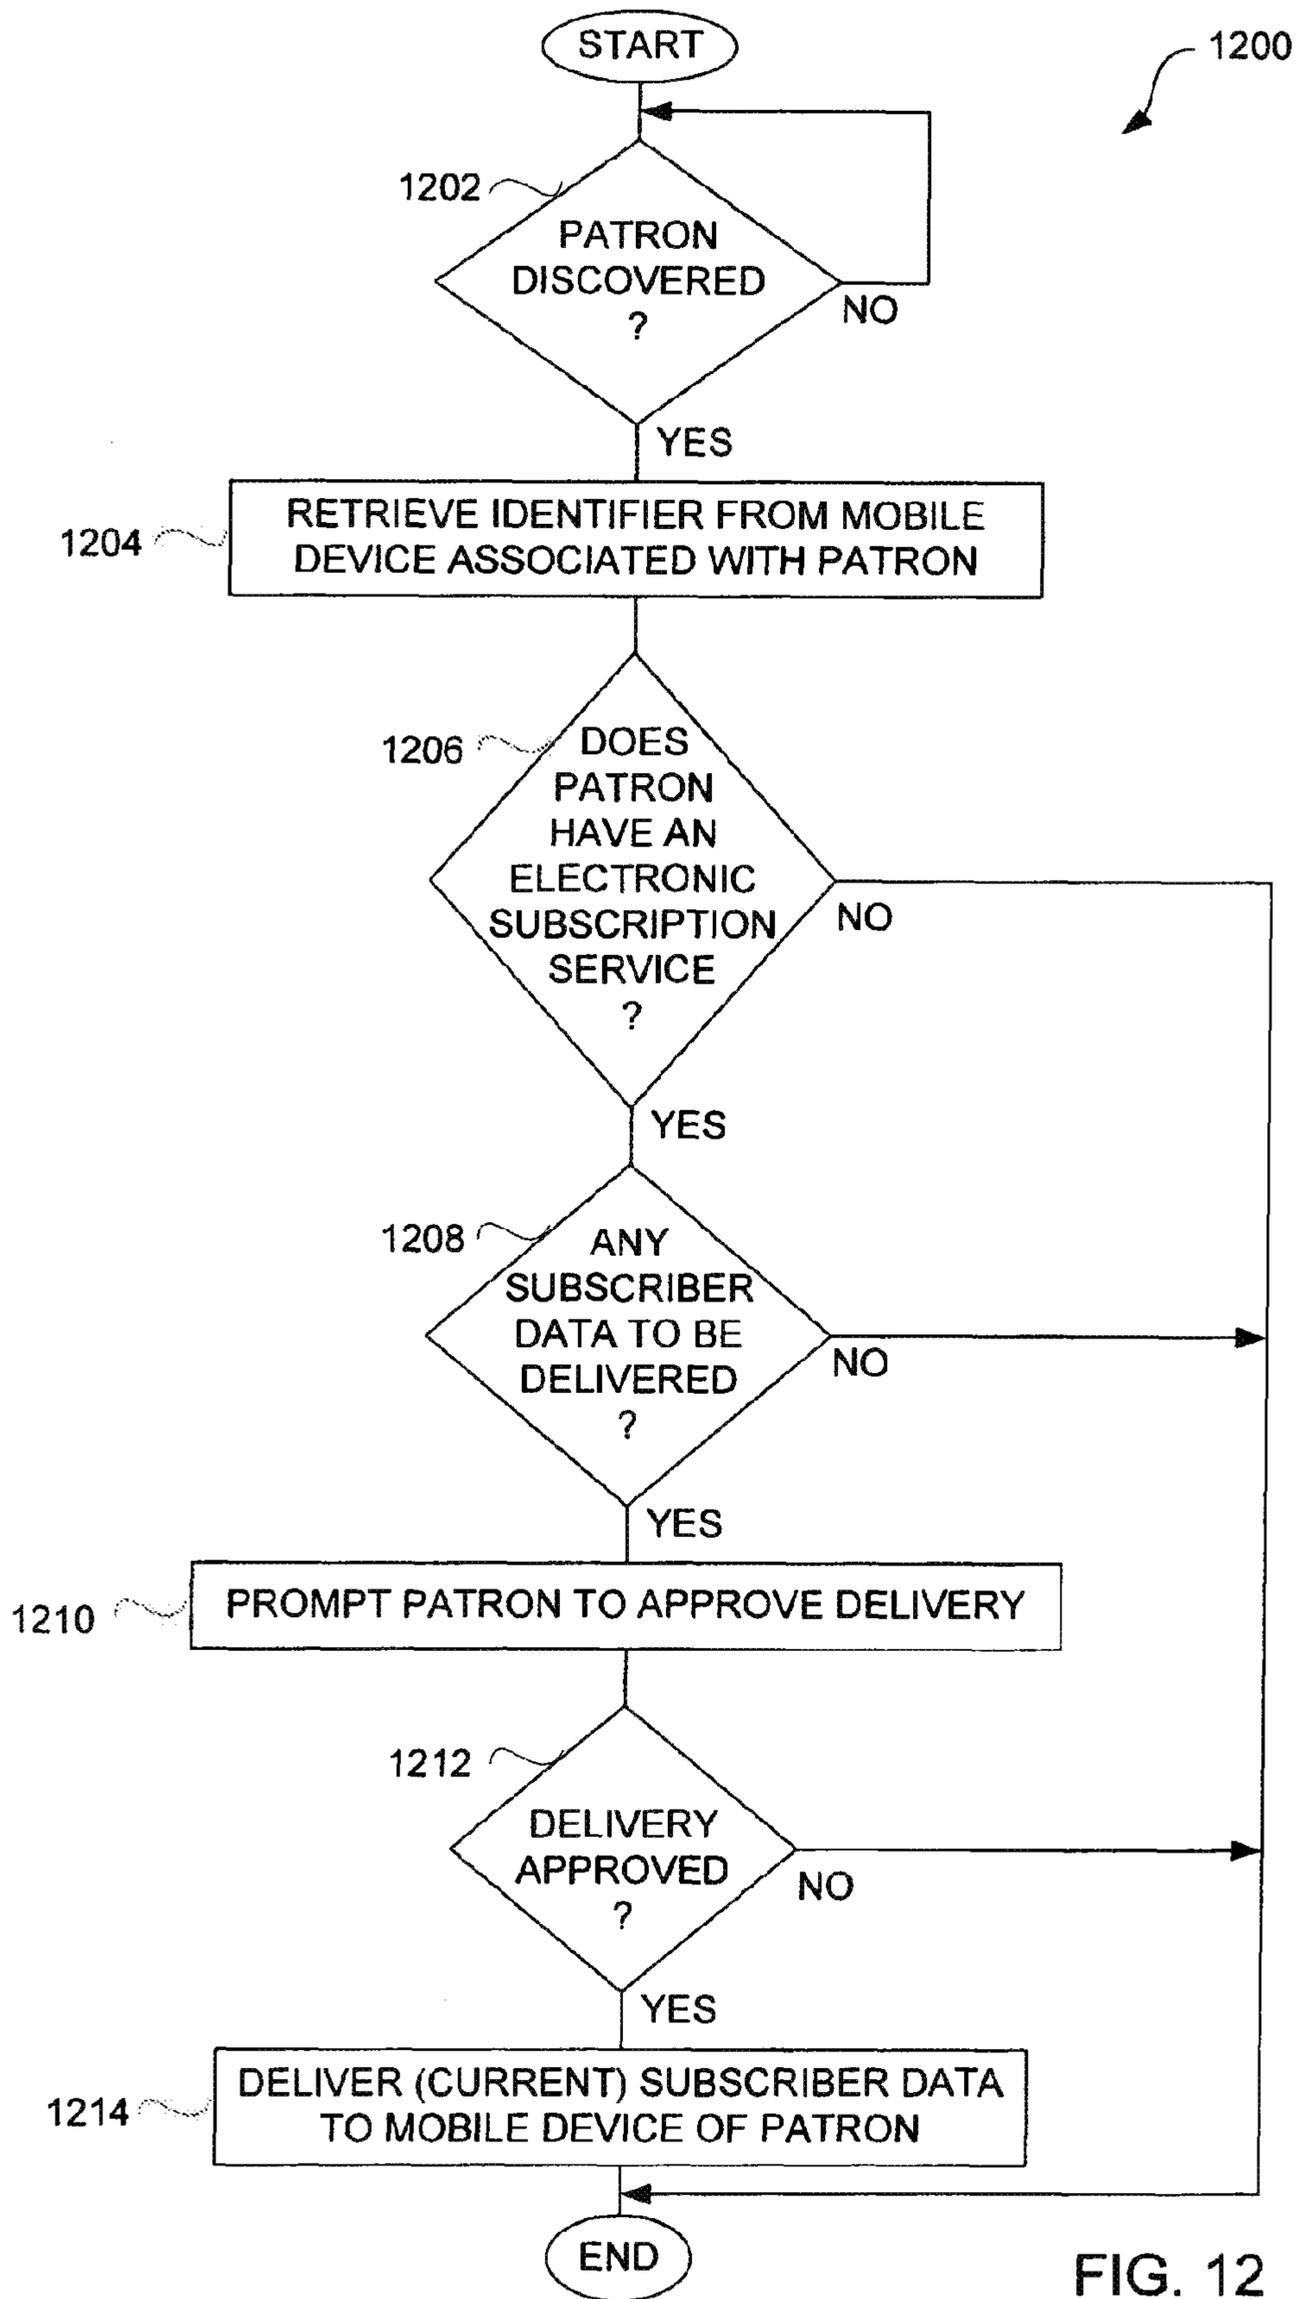 START
1200
1202
PATRON
DISCOVERED
?
NO
YES
1204
RETRIEVE IDENTIFIER FROM MOBILE
DEVICE ASSOCIATED WITH PATRON
1206
DOES
PATRON
HAVE AN
ELECTRONIC
SUBSCRIPTION
SERVICE
?
NO
YES
1208
ANY
SUBSCRIBER
DATA TO BE
DELIVERED
?
NO
YES
1210
PROMPT PATRON TO APPROVE DELIVERY
1212
DELIVERY
APPROVED
?
NO
YES
1214
DELIVER (CURRENT) SUBSCRIBER DATA
TO MOBILE DEVICE OF PATRON
END
FIG. 12